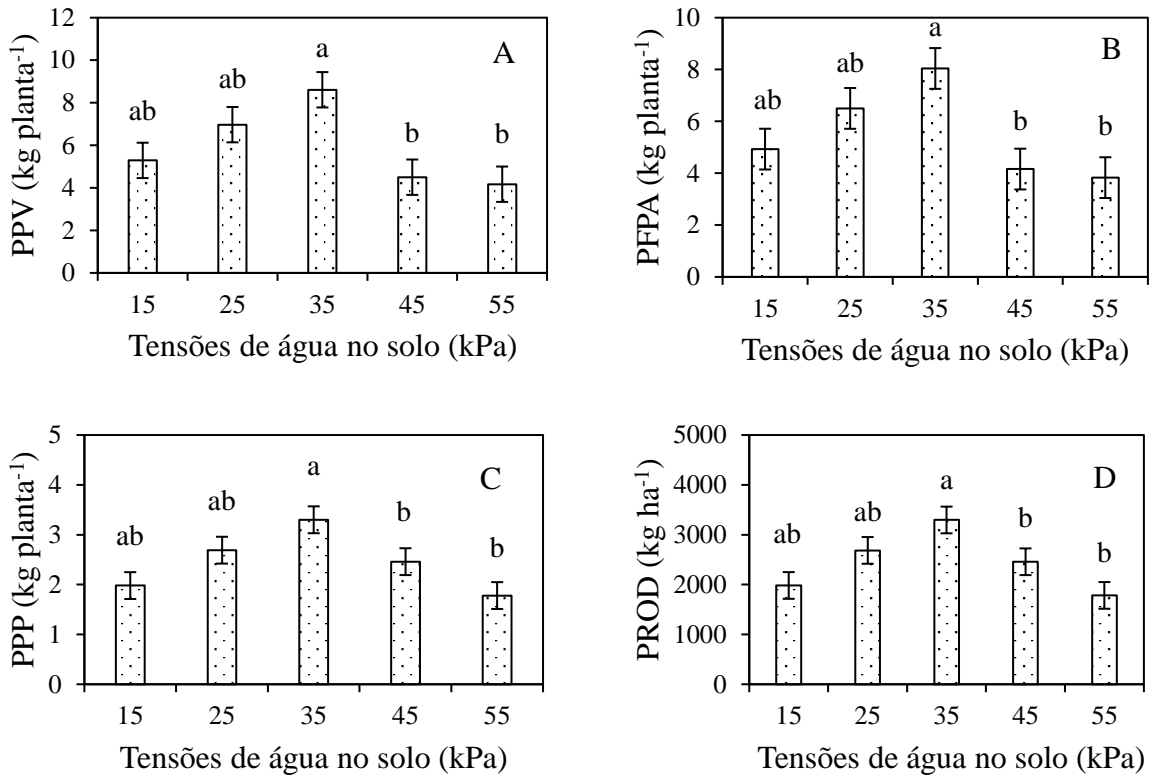 PPV (kg planta-1)
12
10
8
6
4
2
0
A
ab
ab
a
b
b
15 25 35 45 55
Tensões de água no solo (kPa)
PFPA (kg planta-1)
10
8
6
4
2
0
B
ab
ab
a
b
b
15 25 35 45 55
Tensões de água no solo (kPa)
PPP (kg planta-1)
5
4
3
2
1
0
C
ab
ab
a
b
b
15 25 35 45 55
Tensões de água no solo (kPa)
PROD (kg ha-1)
5000
4000
3000
2000
1000
0
D
ab
ab
a
b
b
15 25 35 45 55
Tensões de água no solo (kPa)